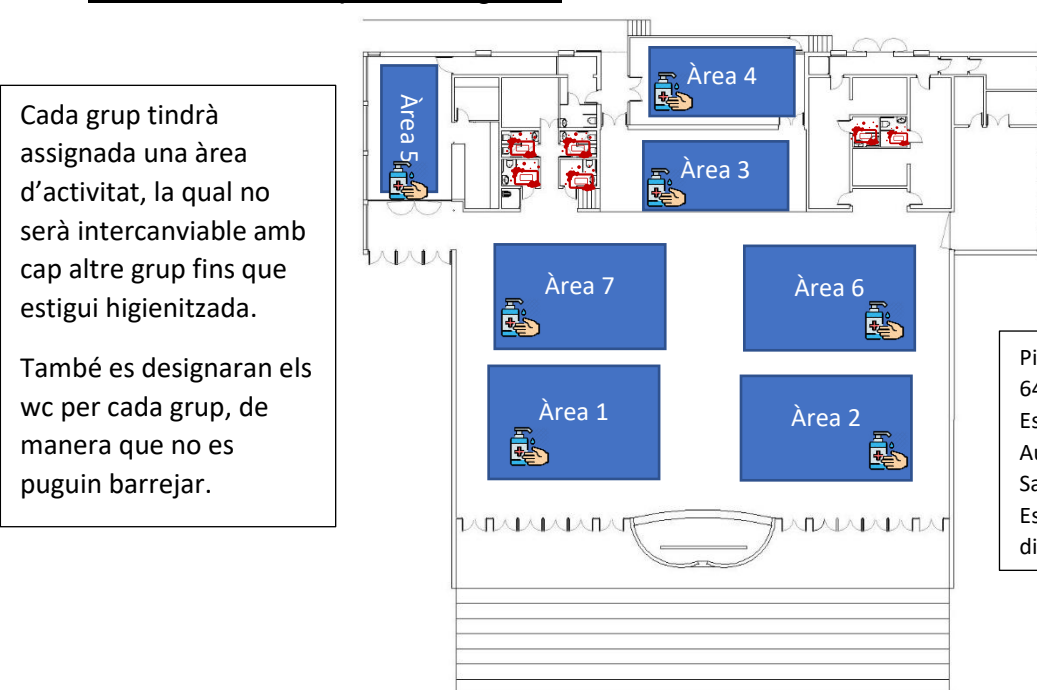 Cada grup tindrà
assignada una àrea
d’activitat, la qual no
serà intercanviable amb
cap altre grup fins que
estigui higienitzada.
També es designaran els
wc per cada grup, de
manera que no es
puguin barrejar.
Àrea 5
Àrea 4
Àrea 3
Àrea 7
Àrea 6
Àrea 1
Àrea 2
64